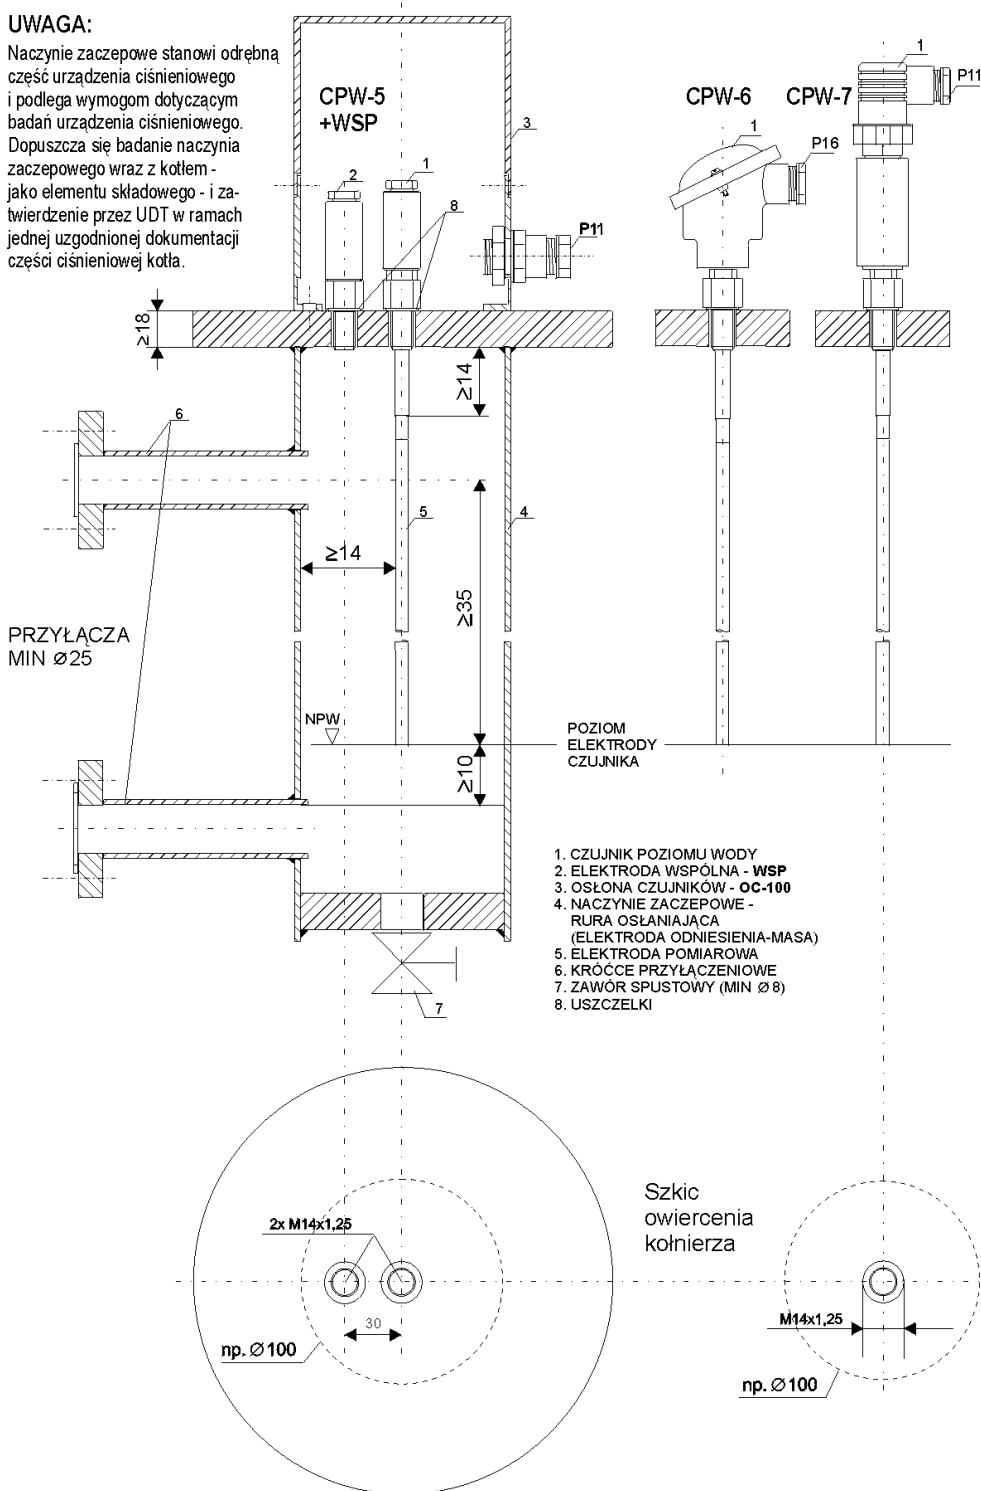 UWAGA:
Naczynie zaczepowe stanowi odrębną
część urządzenia ciśnieniowego
i podlega wymogom dotyczącym
badań urządzenia ciśnieniowego.
Dopuszcza się badanie naczynia
zaczepowego wraz z kotłem -
jako elementu składowego - i za-
twierdzenie przez UDT w ramach
jednej uzgodnionej dokumentacji
części ciśnieniowej kotła.
CPW-5
+WSP
CPW-6
CPW-7
1
P11
1
P16
3
2
1
8
P11
≥18
≥14
6
5
4
≥14
≥35
PRZYŁĄCZA
MIN Ø25
NPW
POZIOM
ELEKTRODY
CZUJNIKA
≥10
1. CZUJNIK POZIOMU WODY
2. ELEKTRODA WSPÓLNA - WSP
3. OSŁONA CZUJNIKÓW - OC-100
4. NACZYNIE ZACZEPOWE -
RURA OSŁANIAJĄCA
(ELEKTRODA ODNIESIENIA-MASA)
5. ELEKTRODA POMIAROWA
6. KRÓĆCE PRZYŁĄCZENIOWE
7. ZAWÓR SPUSTOWY (MIN Ø 8)
8. USZCZELKI
7
Szkic
owiercenia
kołnierza
2x M14x1,25
30
np. Ø 100
M14x1,25
np. Ø 100